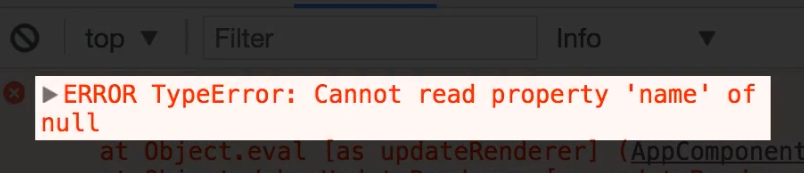 top ▼ Filter Info ▼
▶ERROR TypeError: Cannot read property 'name' of
null
at Object.eval [as updateRenderer] (AppComponent